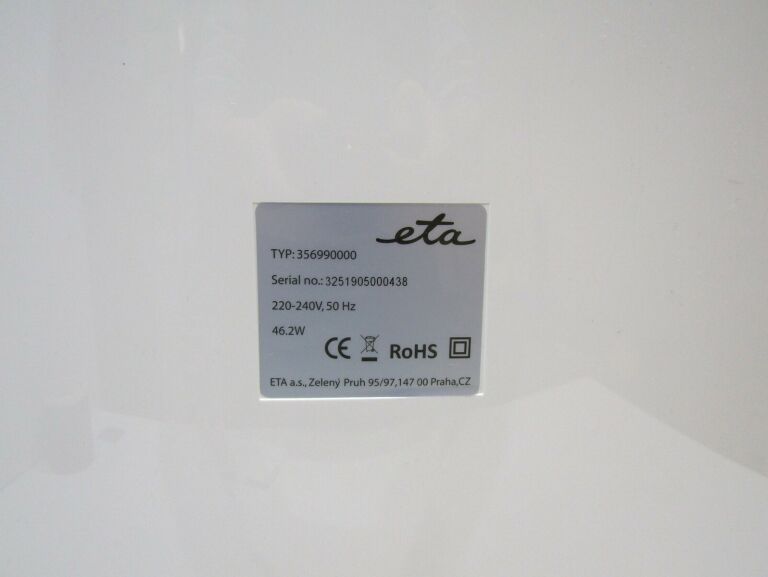 eta
TYP: 356990000
Serial no.: 3251905000438
220-240V, 50 Hz
46.2W
CE RoHS
ETA a.s., Zelený Pruh 95/97,147 00 Praha,CZ